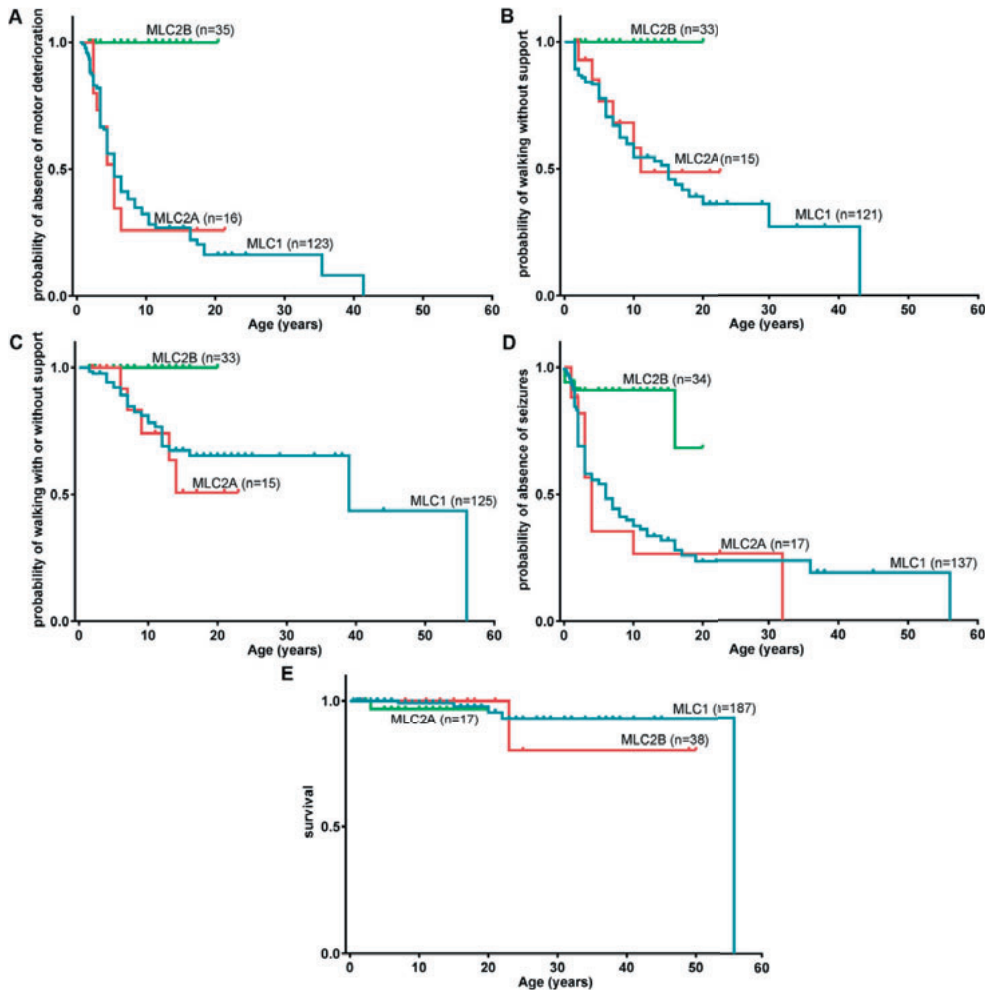 A
probability of absence of motor deterioration
1.0
0.5
0.0
MLC2B (n=35)
MLC2A (n=16)
MLC1 (n=123)
0 10 20 30 40 50 60
Age (years)
B
probability of walking without support
1.0
0.5
0.0
MLC2B (n=33)
MLC2A(n=15)
MLC1 (n=121)
0 10 20 30 40 50 60
Age (years)
C
probability of walking with or without support
1.0
0.5
0.0
MLC2B (n=33)
MLC2A(n=15)
MLC1 (n=125)
0 10 20 30 40 50 60
Age (years)
D
probability of absence of seizures
1.0
0.5
0.0
MLC2B (n=34)
MLC2A (n=17)
MLC1 (n=137)
0 10 20 30 40 50 60
Age (years)
E
survival
1.0
0.5
0.0
MLC2A (n=17)
MLC1 (n=187)
MLC2B (n=38)
0 10 20 30 40 50 60
Age (years)